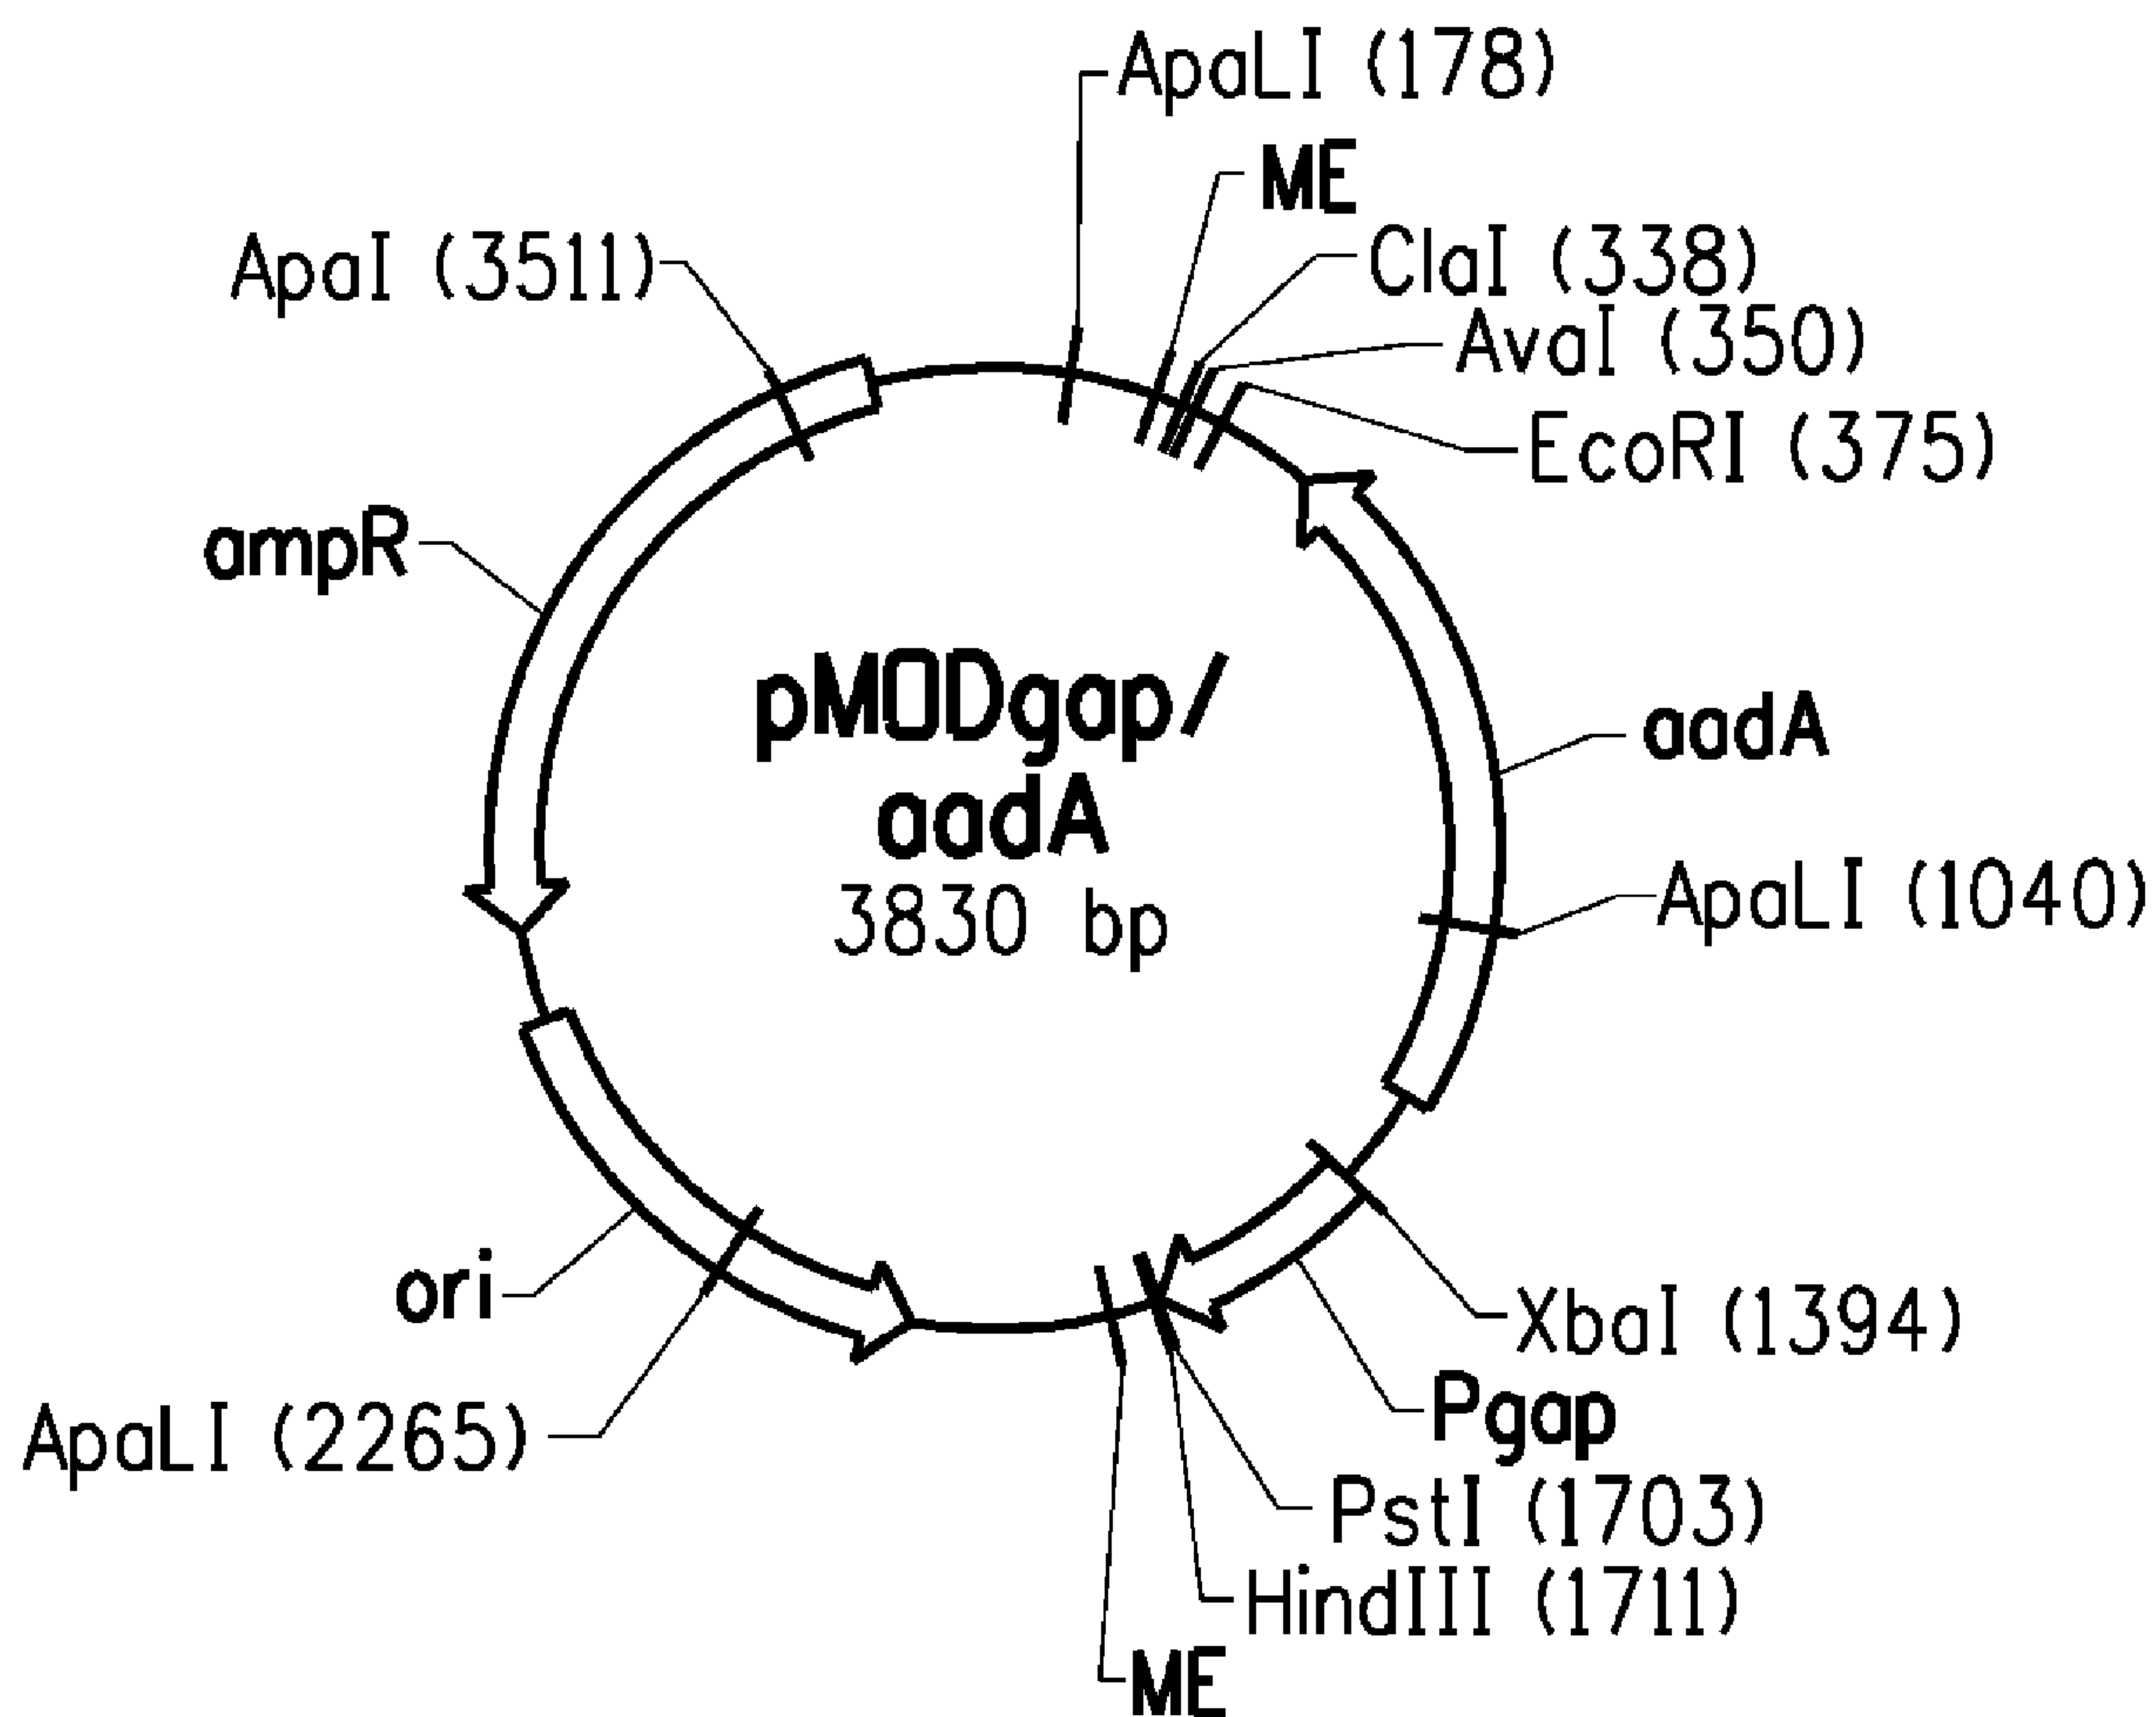 ApaLI (178)
ME
ClaI (338)
ApaI (3511)
AvaI (350)
EcoRI (375)
ampR
pMODgap/
aadA
3830 bp
aadA
ApaLI (1040)
ori
XbaI (1394)
Pgap
ApaLI (2265)
PstI (1703)
HindIII (1711)
ME